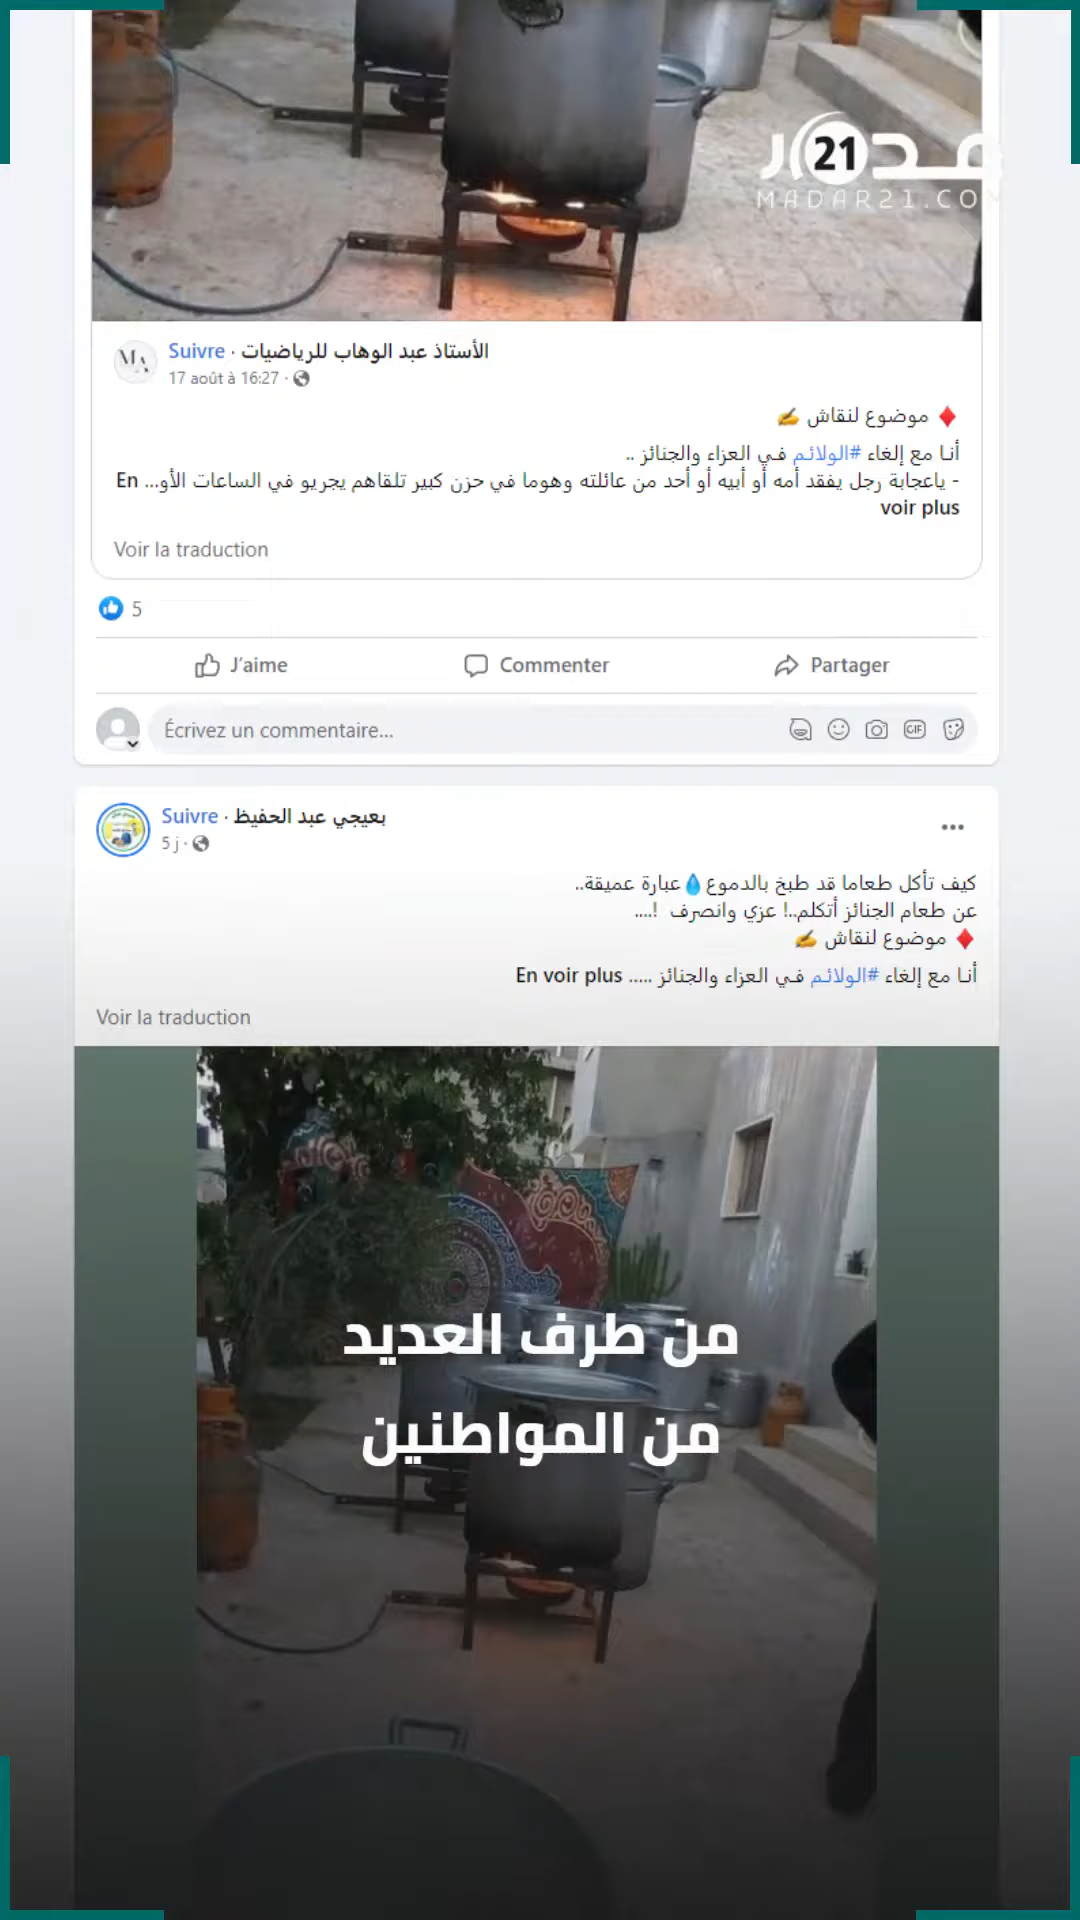 مدار 21
MADAR21.CO
الأستاذ عبد الوهاب للرياضيات · Suivre
17 août à 16:27 ·
♦️ موضوع لنقاش ✍️
أنا مع إلغاء #الولائم في العزاء والجنائز ..
- ياعجابة رجل يفقد أمه أو أبيه أو أحد من عائلته وهوما في حزن كبير تلقاهم يجريو في الساعات الأو... En
voir plus
Voir la traduction
5
J'aime
Commenter
Partager
Écrivez un commentaire...
GIF
بعيجي عبد الحفيظ · Suivre
5 j ·
كيف تأكل طعاما قد طبخ بالدموع💧عبارة عميقة..
عن طعام الجنائز أتكلم..! عزي وانصرف !....
♦️ موضوع لنقاش ✍️
أنا مع إلغاء #الولائم في العزاء والجنائز ..... En voir plus
Voir la traduction
من طرف العديد
من المواطنين